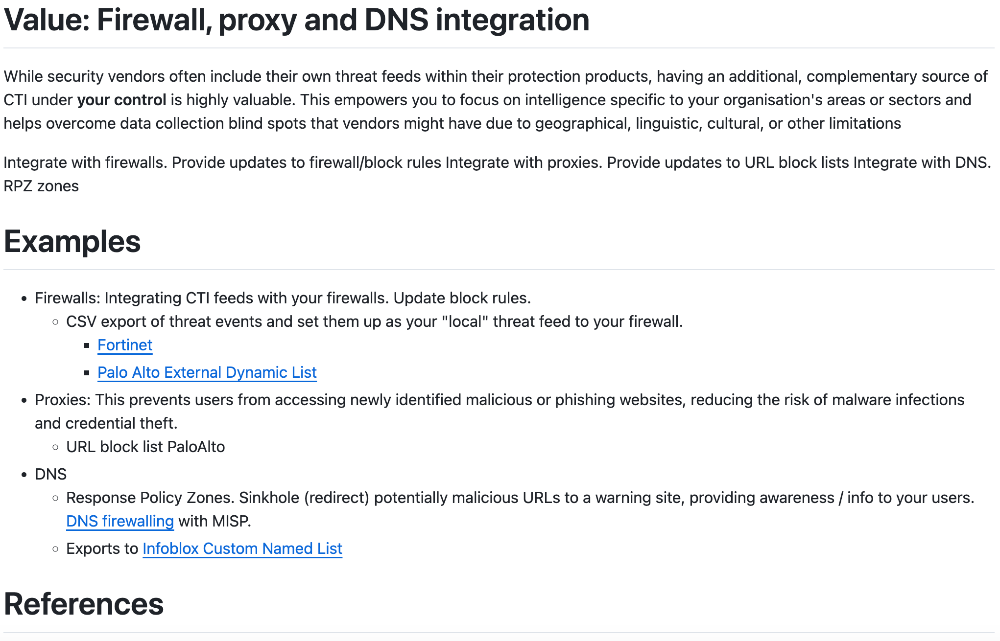 Value: Firewall, proxy and DNS integration
While security vendors often include their own threat feeds within their protection products, having an additional, complementary source of
CTI under your control is highly valuable. This empowers you to focus on intelligence specific to your organisation's areas or sectors and
helps overcome data collection blind spots that vendors might have due to geographical, linguistic, cultural, or other limitations
Integrate with firewalls. Provide updates to firewall/block rules Integrate with proxies. Provide updates to URL block lists Integrate with DNS.
RPZ zones
Examples
• Firewalls: Integrating CTI feeds with your firewalls. Update block rules.
○ CSV export of threat events and set them up as your "local" threat feed to your firewall.
▪ Fortinet
▪ Palo Alto External Dynamic List
• Proxies: This prevents users from accessing newly identified malicious or phishing websites, reducing the risk of malware infections
and credential theft.
○ URL block list PaloAlto
• DNS
○ Response Policy Zones. Sinkhole (redirect) potentially malicious URLs to a warning site, providing awareness / info to your users.
DNS firewalling with MISP.
○ Exports to Infoblox Custom Named List
References